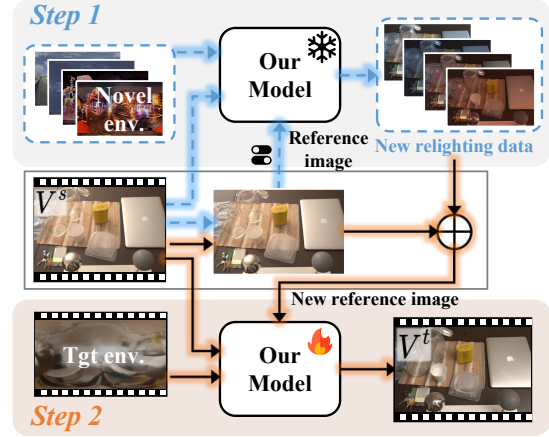 Step 1
Our
Model
Novel
env.
Reference
image
New relighting data
V^s
New reference image
Tgt env.
Our
Model
V^t
Step 2